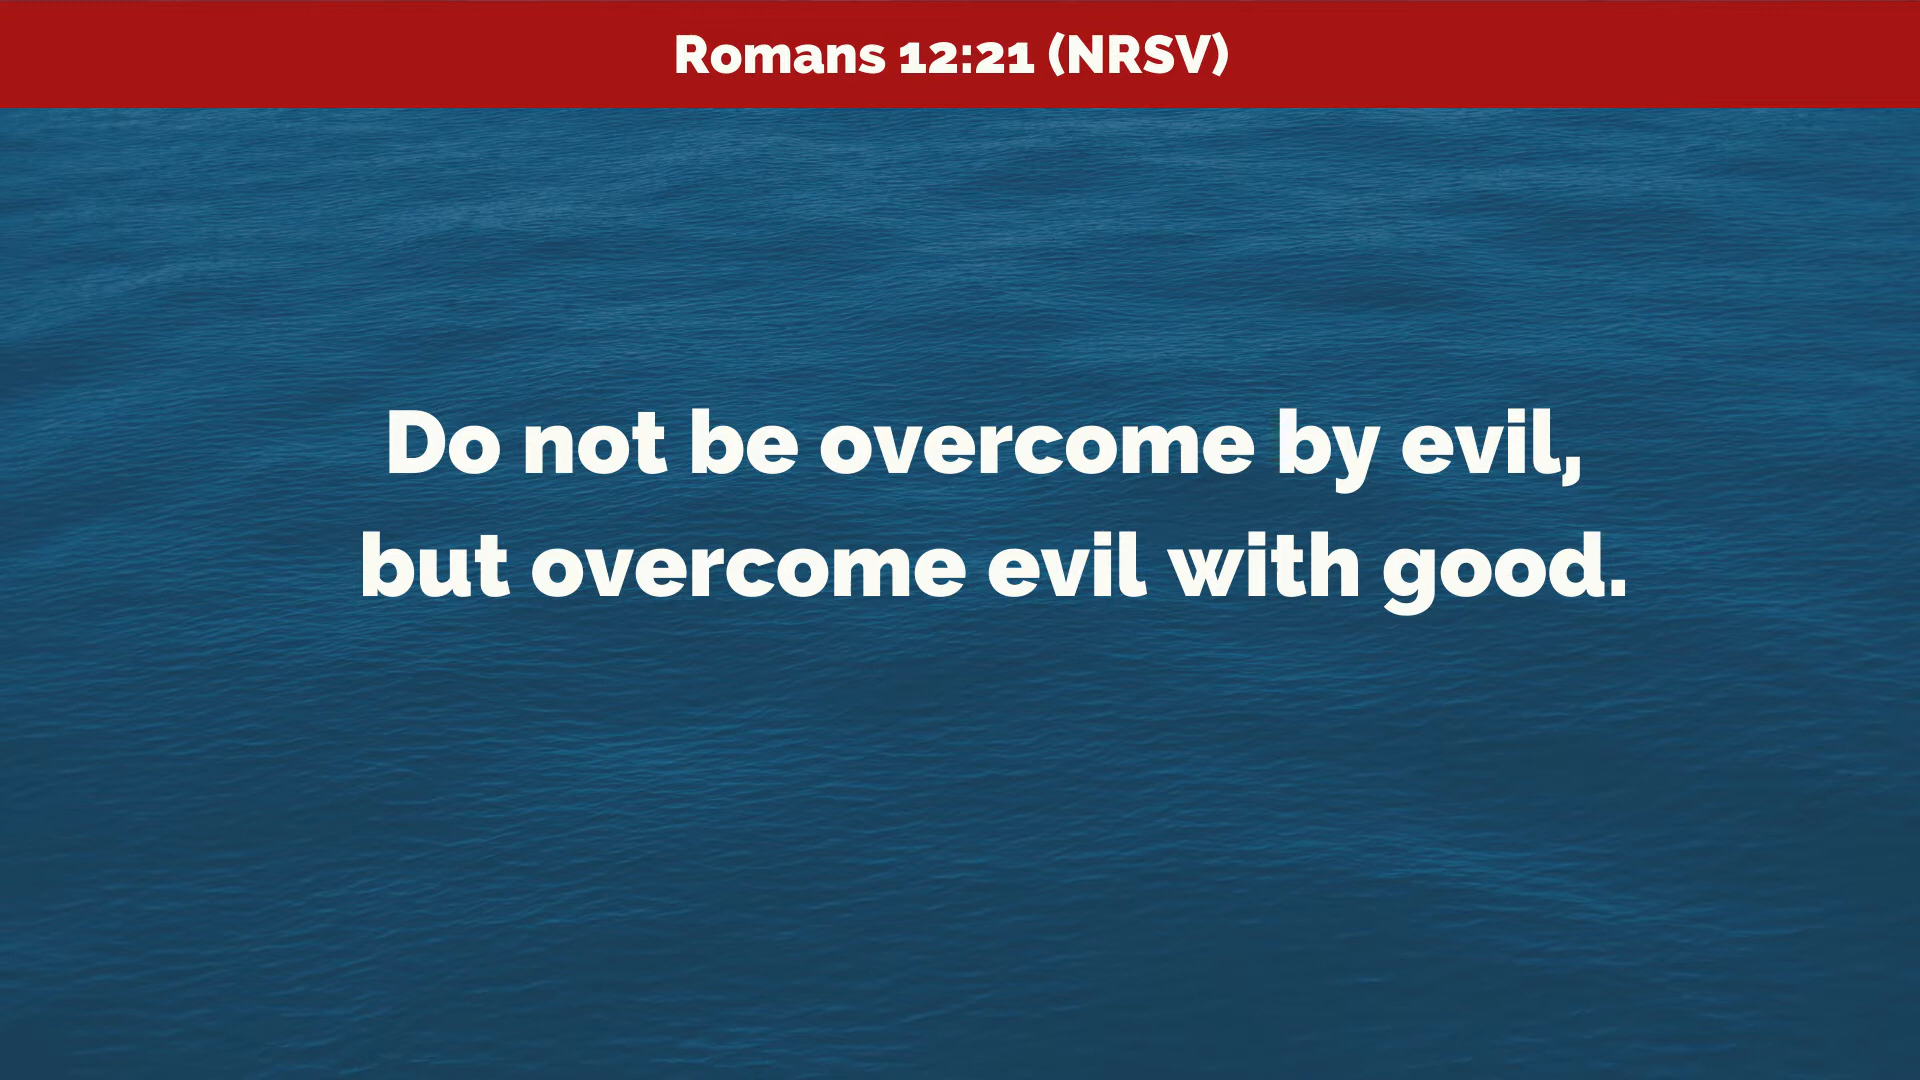 Romans 12:21 (NRSV)
Do not be overcome by evil,
but overcome evil with good.